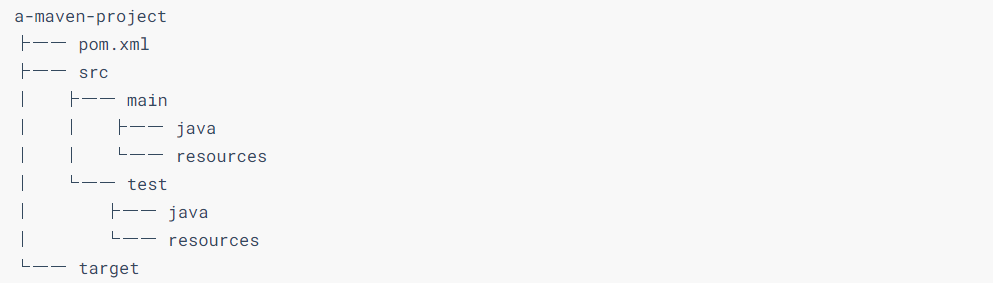 a-maven-project
├── pom.xml
├── src
│   ├── main
│   │   ├── java
│   │   └── resources
│   └── test
│       ├── java
│       └── resources
└── target